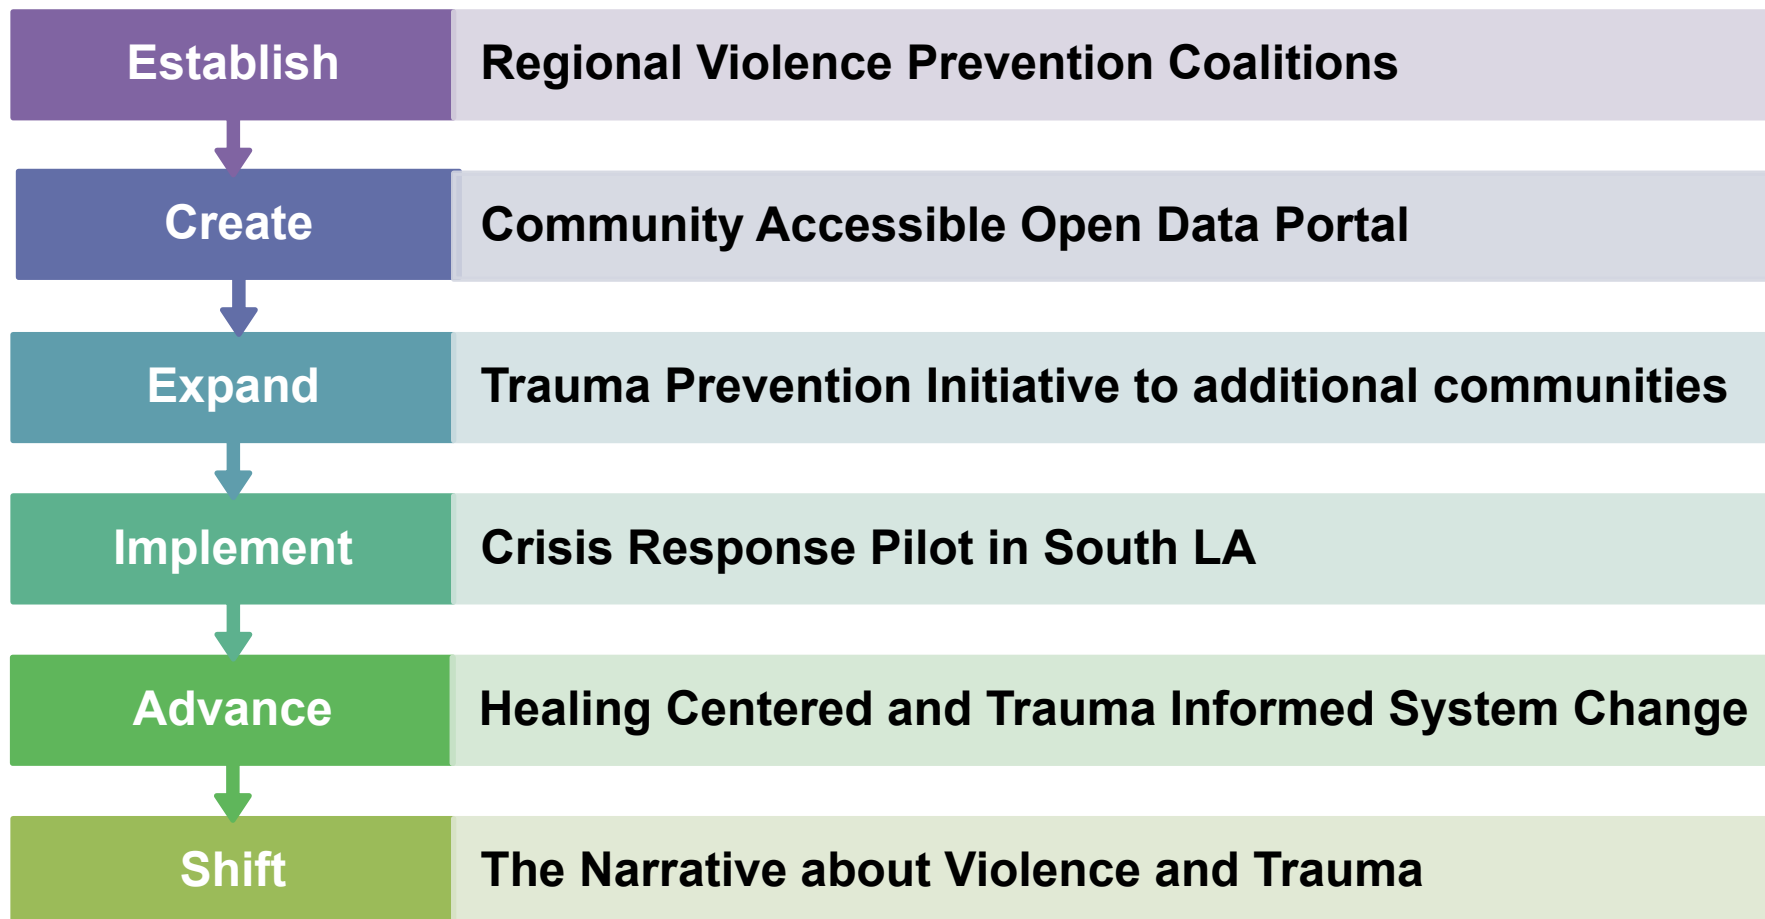 Establish
Regional Violence Prevention Coalitions
Create
Community Accessible Open Data Portal
Expand
Trauma Prevention Initiative to additional communities
Implement
Crisis Response Pilot in South LA
Advance
Healing Centered and Trauma Informed System Change
Shift
The Narrative about Violence and Trauma